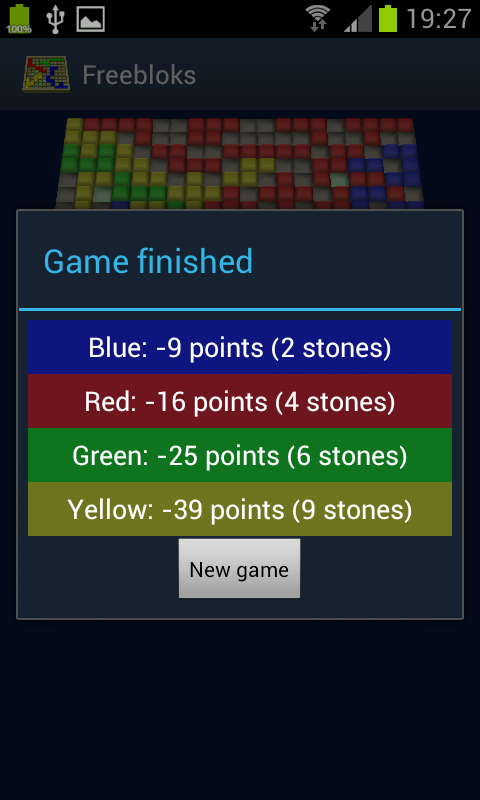 100%
19:27
Freebloks
Game finished
Blue: -9 points (2 stones)
Red: -16 points (4 stones)
Green: -25 points (6 stones)
Yellow: -39 points (9 stones)
New game